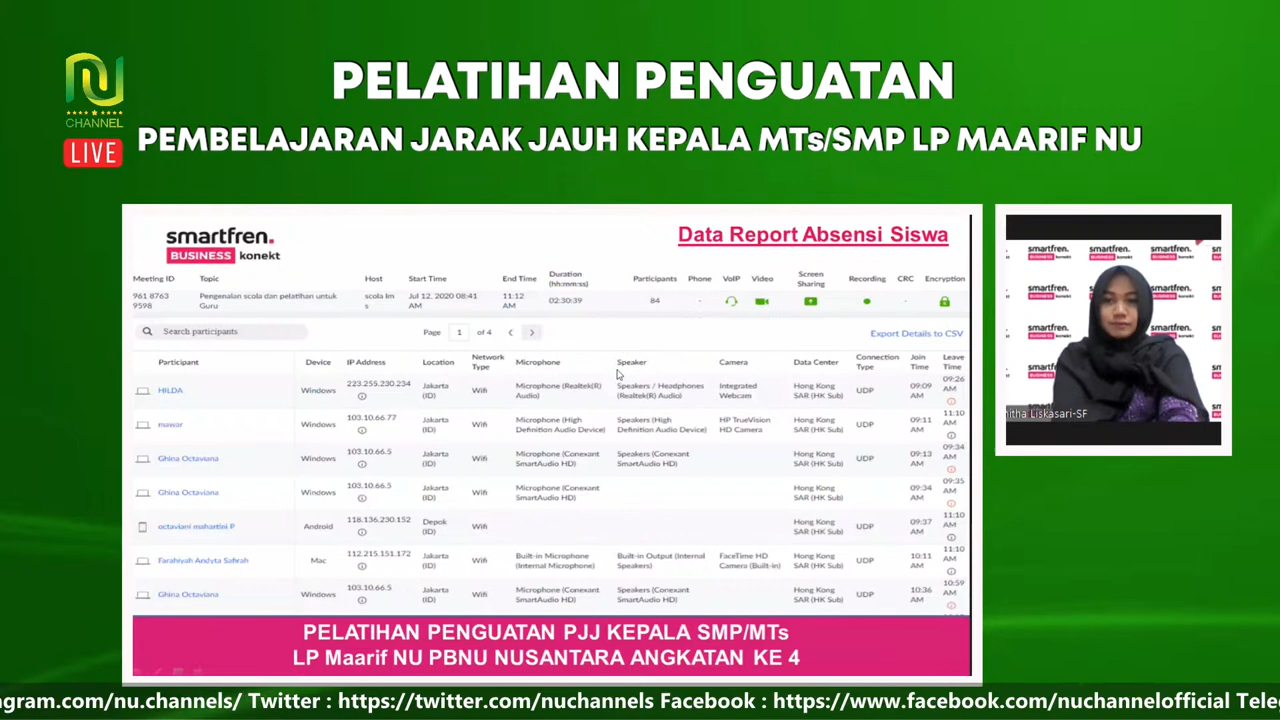 PELATIHAN PENGUATAN
PEMBELAJARAN JARAK JAUH KEPALA MTs/SMP LP MAARIF NU
CHANNEL
LIVE
smartfren.
BUSINESS konekt
Data Report Absensi Siswa
Meeting ID Topic Host Start Time End Time Duration (hh:mm:ss) Participants Phone VoIP Video Screen Sharing Recording CRC Encryption
961 8763 9598 Pengenalan scola dan pelatihan untuk Guru scola lm s Jul 12, 2020 08:41 AM 11:12 AM 02:30:39 84 - -
Search participants Page 1 of 4 < > Export Details to CSV
Participant Device IP Address Location Network Type Microphone Speaker Camera Data Center Connection Type Join Time Leave Time
HILDA Windows 223.255.230.234 Jakarta (ID) Wifi Microphone (Realtek(R) Audio) Speakers / Headphones (Realtek(R) Audio) Integrated Webcam Hong Kong SAR (HK Sub) UDP 09:09 AM 09:26 AM
mawar Windows 103.10.66.77 Jakarta (ID) Wifi Microphone (High Definition Audio Device) Speakers (High Definition Audio Device) HP TrueVision HD Camera Hong Kong SAR (HK Sub) UDP 09:11 AM 11:10 AM
Ghina Octaviana Windows 103.10.66.5 Jakarta (ID) Wifi Microphone (Conexant SmartAudio HD) Speakers (Conexant SmartAudio HD) Hong Kong SAR (HK Sub) UDP 09:13 AM 09:34 AM
Ghina Octaviana Windows 103.10.66.5 Jakarta (ID) Wifi Microphone (Conexant SmartAudio HD) Hong Kong SAR (HK Sub) UDP 09:34 AM 09:35 AM
octaviani mahartini P Android 118.136.230.152 Depok (ID) Wifi Hong Kong SAR (HK Sub) UDP 09:37 AM 11:10 AM
Farahiyah Andyta Safirah Mac 112.215.151.172 Jakarta (ID) Wifi Built-in Microphone (Internal Microphone) Built-in Output (Internal Speakers) FaceTime HD Camera (Built-in) Hong Kong SAR (HK Sub) UDP 10:11 AM 11:10 AM
Ghina Octaviana Windows 103.10.66.5 Jakarta (ID) Wifi Microphone (Conexant SmartAudio HD) Speakers (Conexant SmartAudio HD) Hong Kong SAR (HK Sub) UDP 10:36 AM 10:59 AM
PELATIHAN PENGUATAN PJJ KEPALA SMP/MTs
LP Maarif NU PBNU NUSANTARA ANGKATAN KE 4
smartfren. smartfren. smartfren.
nitha Liskasari-SF
agram.com/nu.channels/ Twitter : https://twitter.com/nuchannels Facebook : https://www.facebook.com/nuchannelofficial Tele